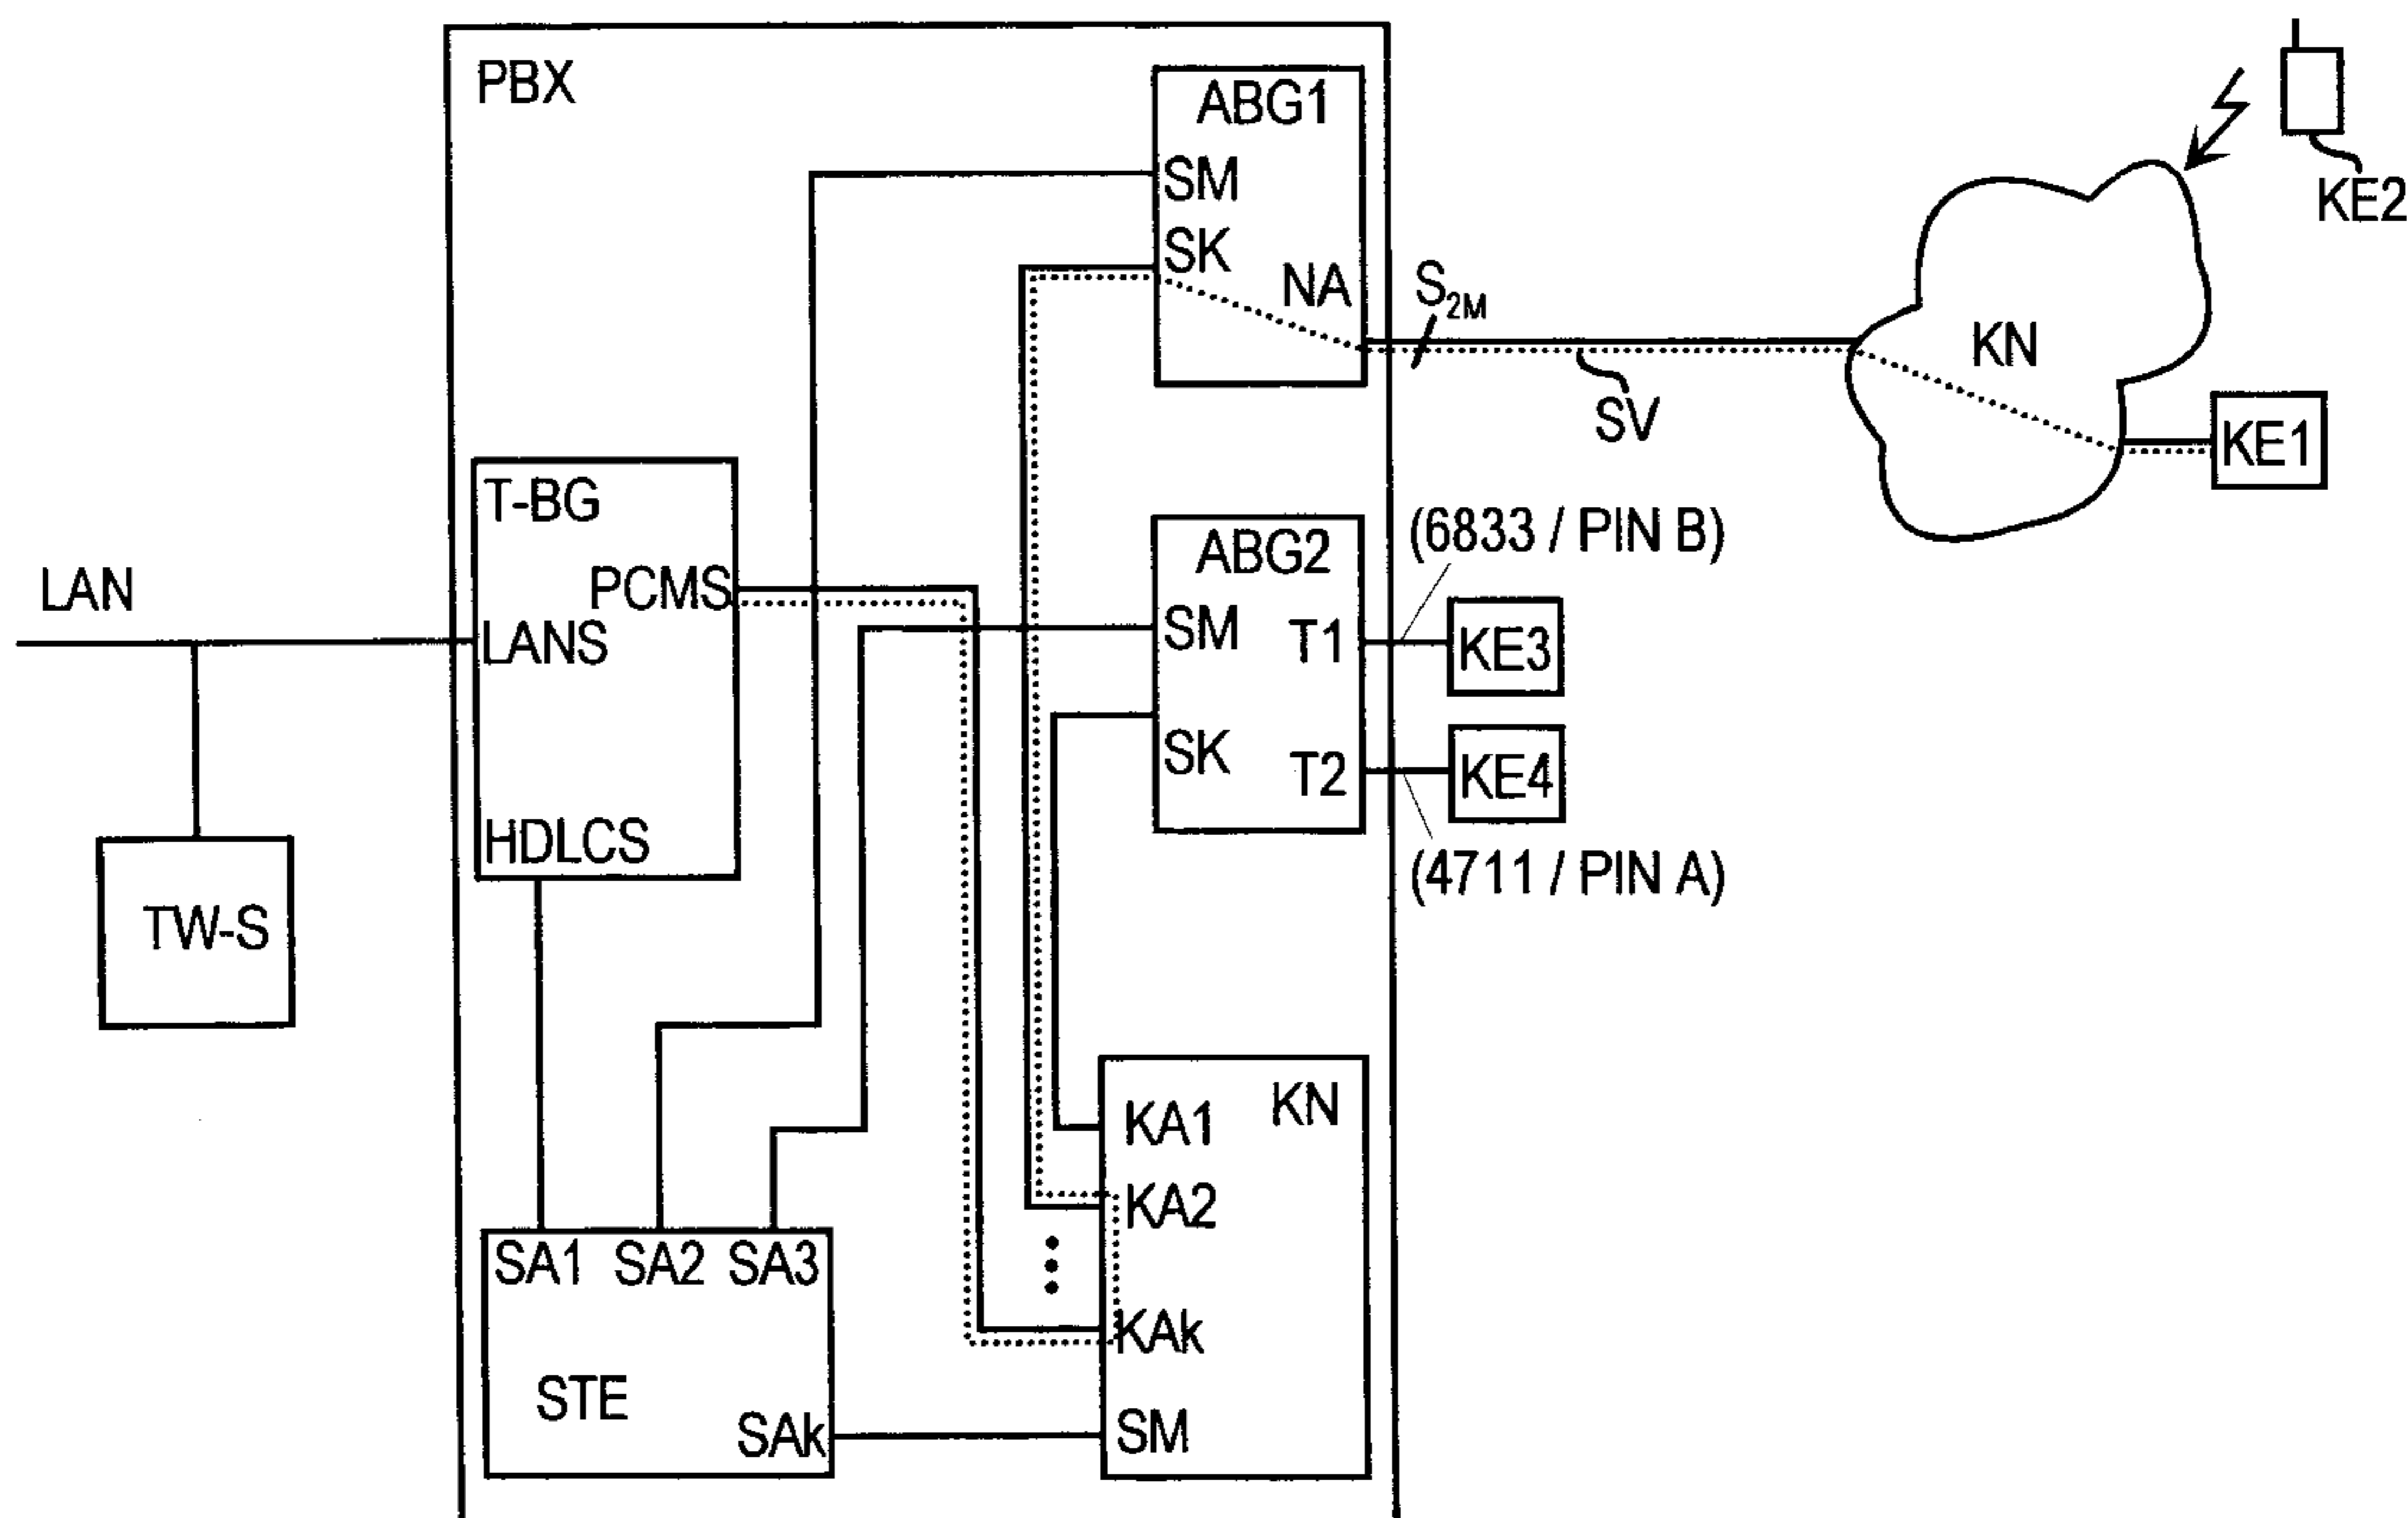 PBX
ABG1
SM
SK
NA
S2M
SV
KN
KE2
KE1
T-BG
PCMS
LANS
HDLCS
LAN
TW-S
(6833 / PIN B)
ABG2
SM
SK
T1
T2
KE3
KE4
(4711 / PIN A)
KN
KA1
KA2
KAk
SM
SA1 SA2 SA3
STE
SAk